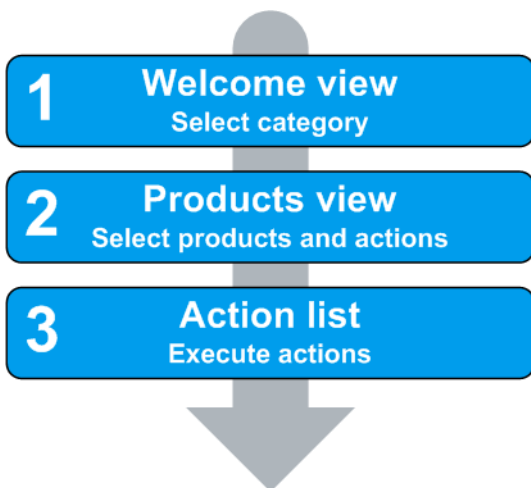 1
Welcome view
Select category
2
Products view
Select products and actions
3
Action list
Execute actions